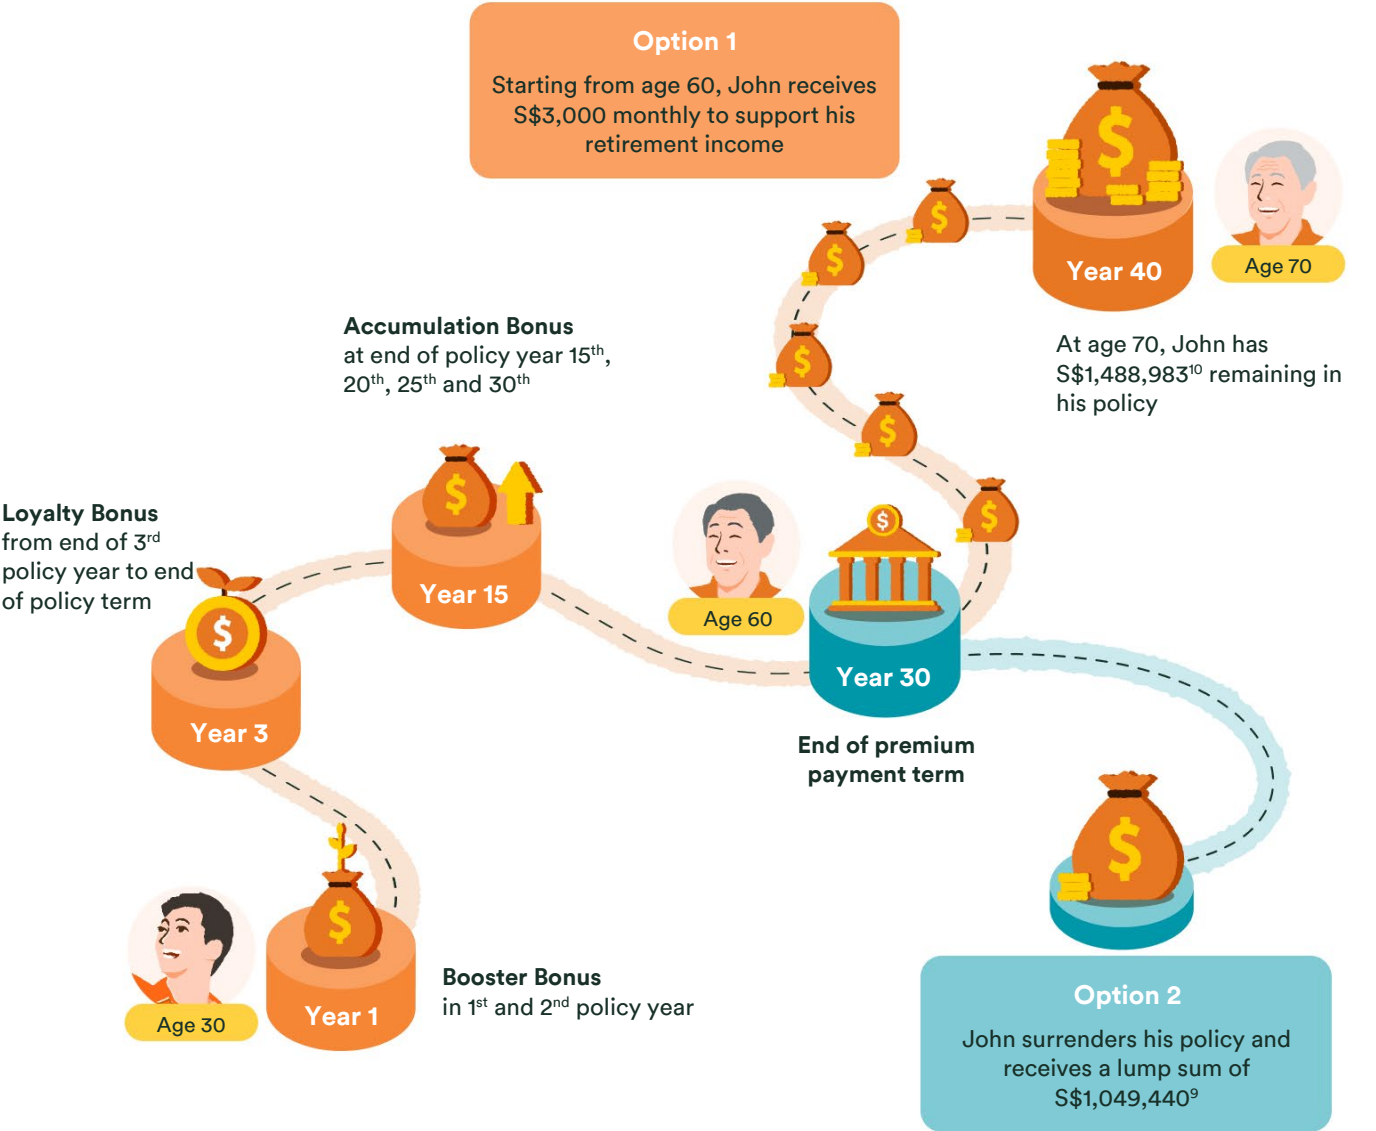 Option 1
Starting from age 60, John receives
S$3,000 monthly to support his
retirement income
$
$
$
$
$
$
Year 40
Age 70
At age 70, John has
S$1,488,983¹⁰ remaining in
his policy
Accumulation Bonus
at end of policy year 15ᵗʰ,
20ᵗʰ, 25ᵗʰ and 30ᵗʰ
$
Year 15
Loyalty Bonus
from end of 3ʳᵈ
policy year to end
of policy term
$
Year 3
Age 60
$
Year 30
End of premium
payment term
$
Age 30
Year 1
Booster Bonus
in 1ˢᵗ and 2ⁿᵈ policy year
$
Option 2
John surrenders his policy and
receives a lump sum of
S$1,049,440⁹